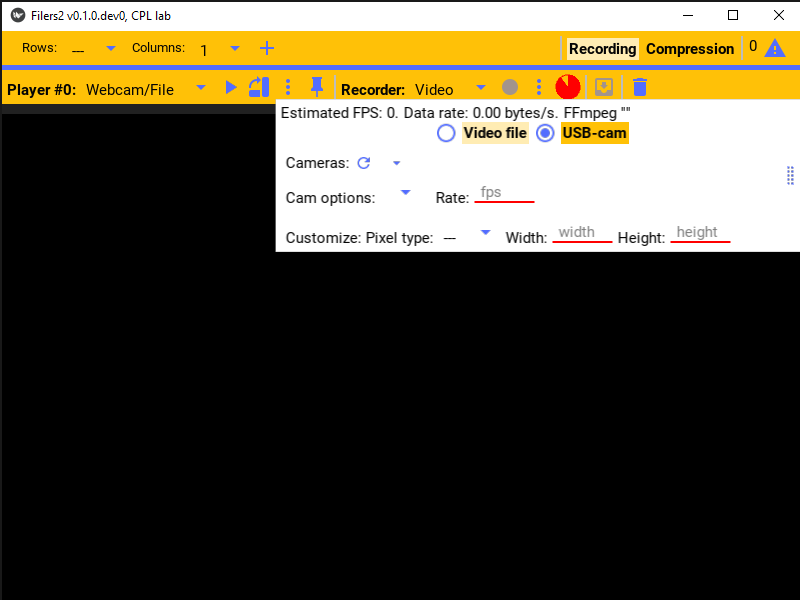 Filers2 v0.1.0.dev0, CPL lab
Rows: --- Columns: 1 Recording Compression 0
Player #0: Webcam/File Recorder: Video
Estimated FPS: 0. Data rate: 0.00 bytes/s. FFmpeg ""
Video file USB-cam
Cameras:
Cam options: Rate: fps
Customize: Pixel type: --- Width: width Height: height